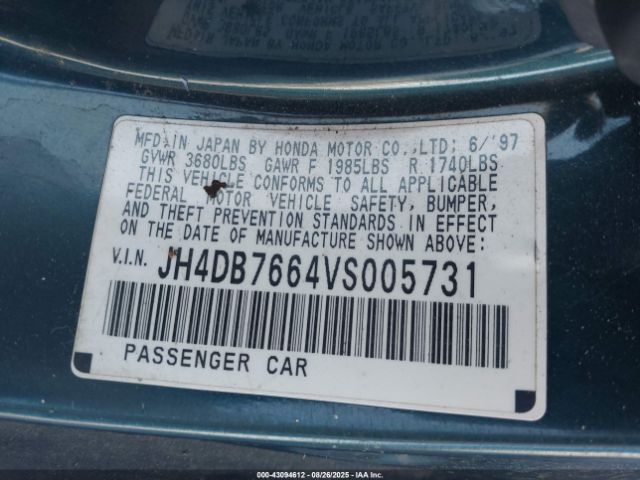 MFD.IN JAPAN BY HONDA MOTOR CO.,LTD; 6/'97
GVWR 3680LBS GAWR F 1985LBS R 1740LBS
THIS VEHICLE CONFORMS TO ALL APPLICABLE
FEDERAL MOTOR VEHICLE SAFETY, BUMPER,
AND THEFT PREVENTION STANDARDS IN EFFECT
ON THE DATE OF MANUFACTURE SHOWN ABOVE:
V.I.N. JH4DB7664VS005731
PASSENGER CAR
000-43094612 - 08/26/2025 - IAA Inc.